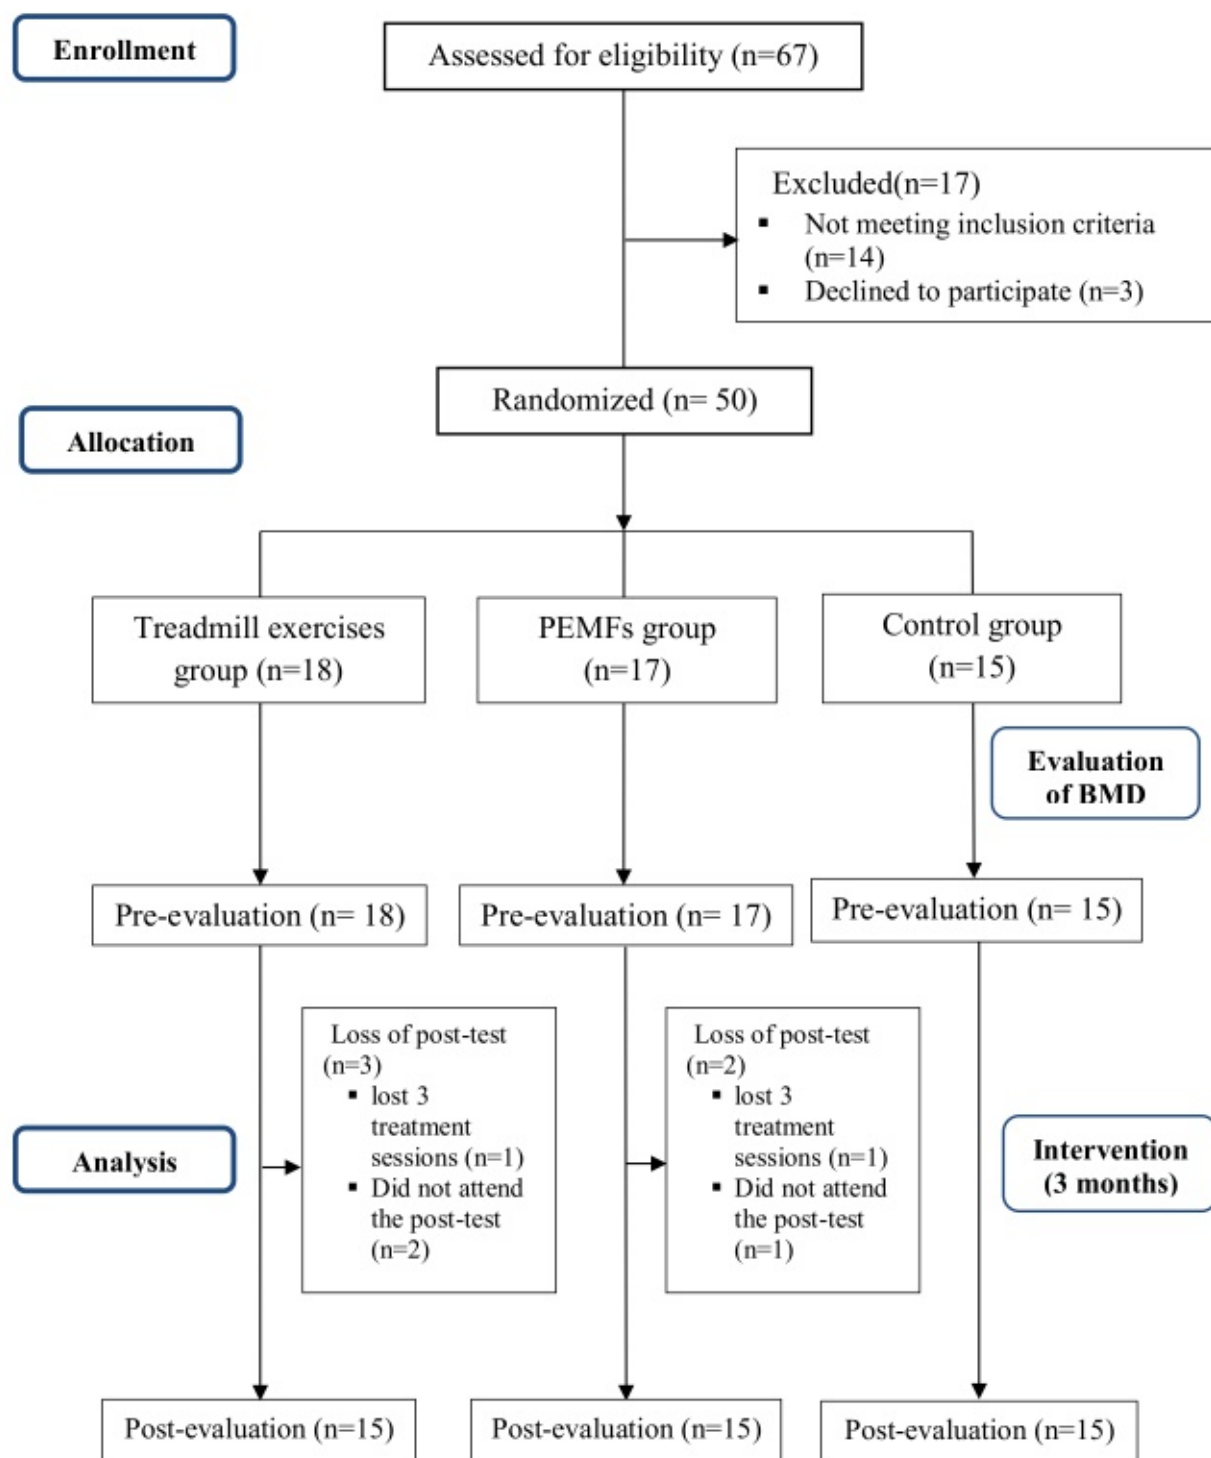 Enrollment
Assessed for eligibility (n=67)
Excluded(n=17)
▪ Not meeting inclusion criteria
(n=14)
▪ Declined to participate (n=3)
Randomized (n= 50)
Allocation
Treadmill exercises
group (n=18)
PEMFs group
(n=17)
Control group
(n=15)
Evaluation
of BMD
Pre-evaluation (n= 18)
Pre-evaluation (n= 17)
Pre-evaluation (n= 15)
Loss of post-test
(n=3)
▪ lost 3
treatment
sessions (n=1)
▪ Did not attend
the post-test
(n=2)
Loss of post-test
(n=2)
▪ lost 3
treatment
sessions (n=1)
▪ Did not attend
the post-test
(n=1)
Analysis
Intervention
(3 months)
Post-evaluation (n=15)
Post-evaluation (n=15)
Post-evaluation (n=15)